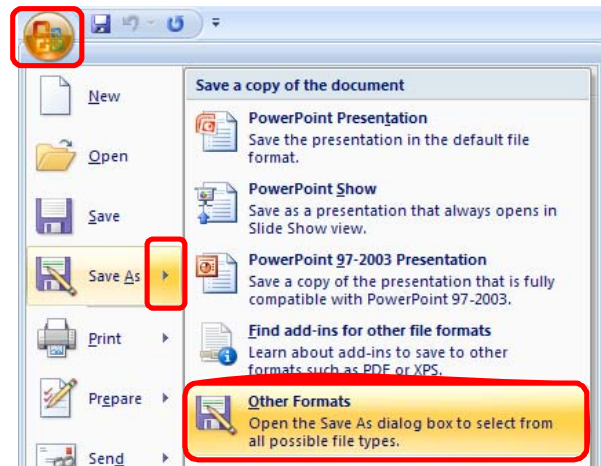 New
Open
Save
Save As
Print
Prepare
Send
Save a copy of the document
PowerPoint Presentation
Save the presentation in the default file
format.
PowerPoint Show
Save as a presentation that always opens in
Slide Show view.
PowerPoint 97-2003 Presentation
Save a copy of the presentation that is fully
compatible with PowerPoint 97-2003.
Find add-ins for other file formats
Learn about add-ins to save to other
formats such as PDF or XPS.
Other Formats
Open the Save As dialog box to select from
all possible file types.